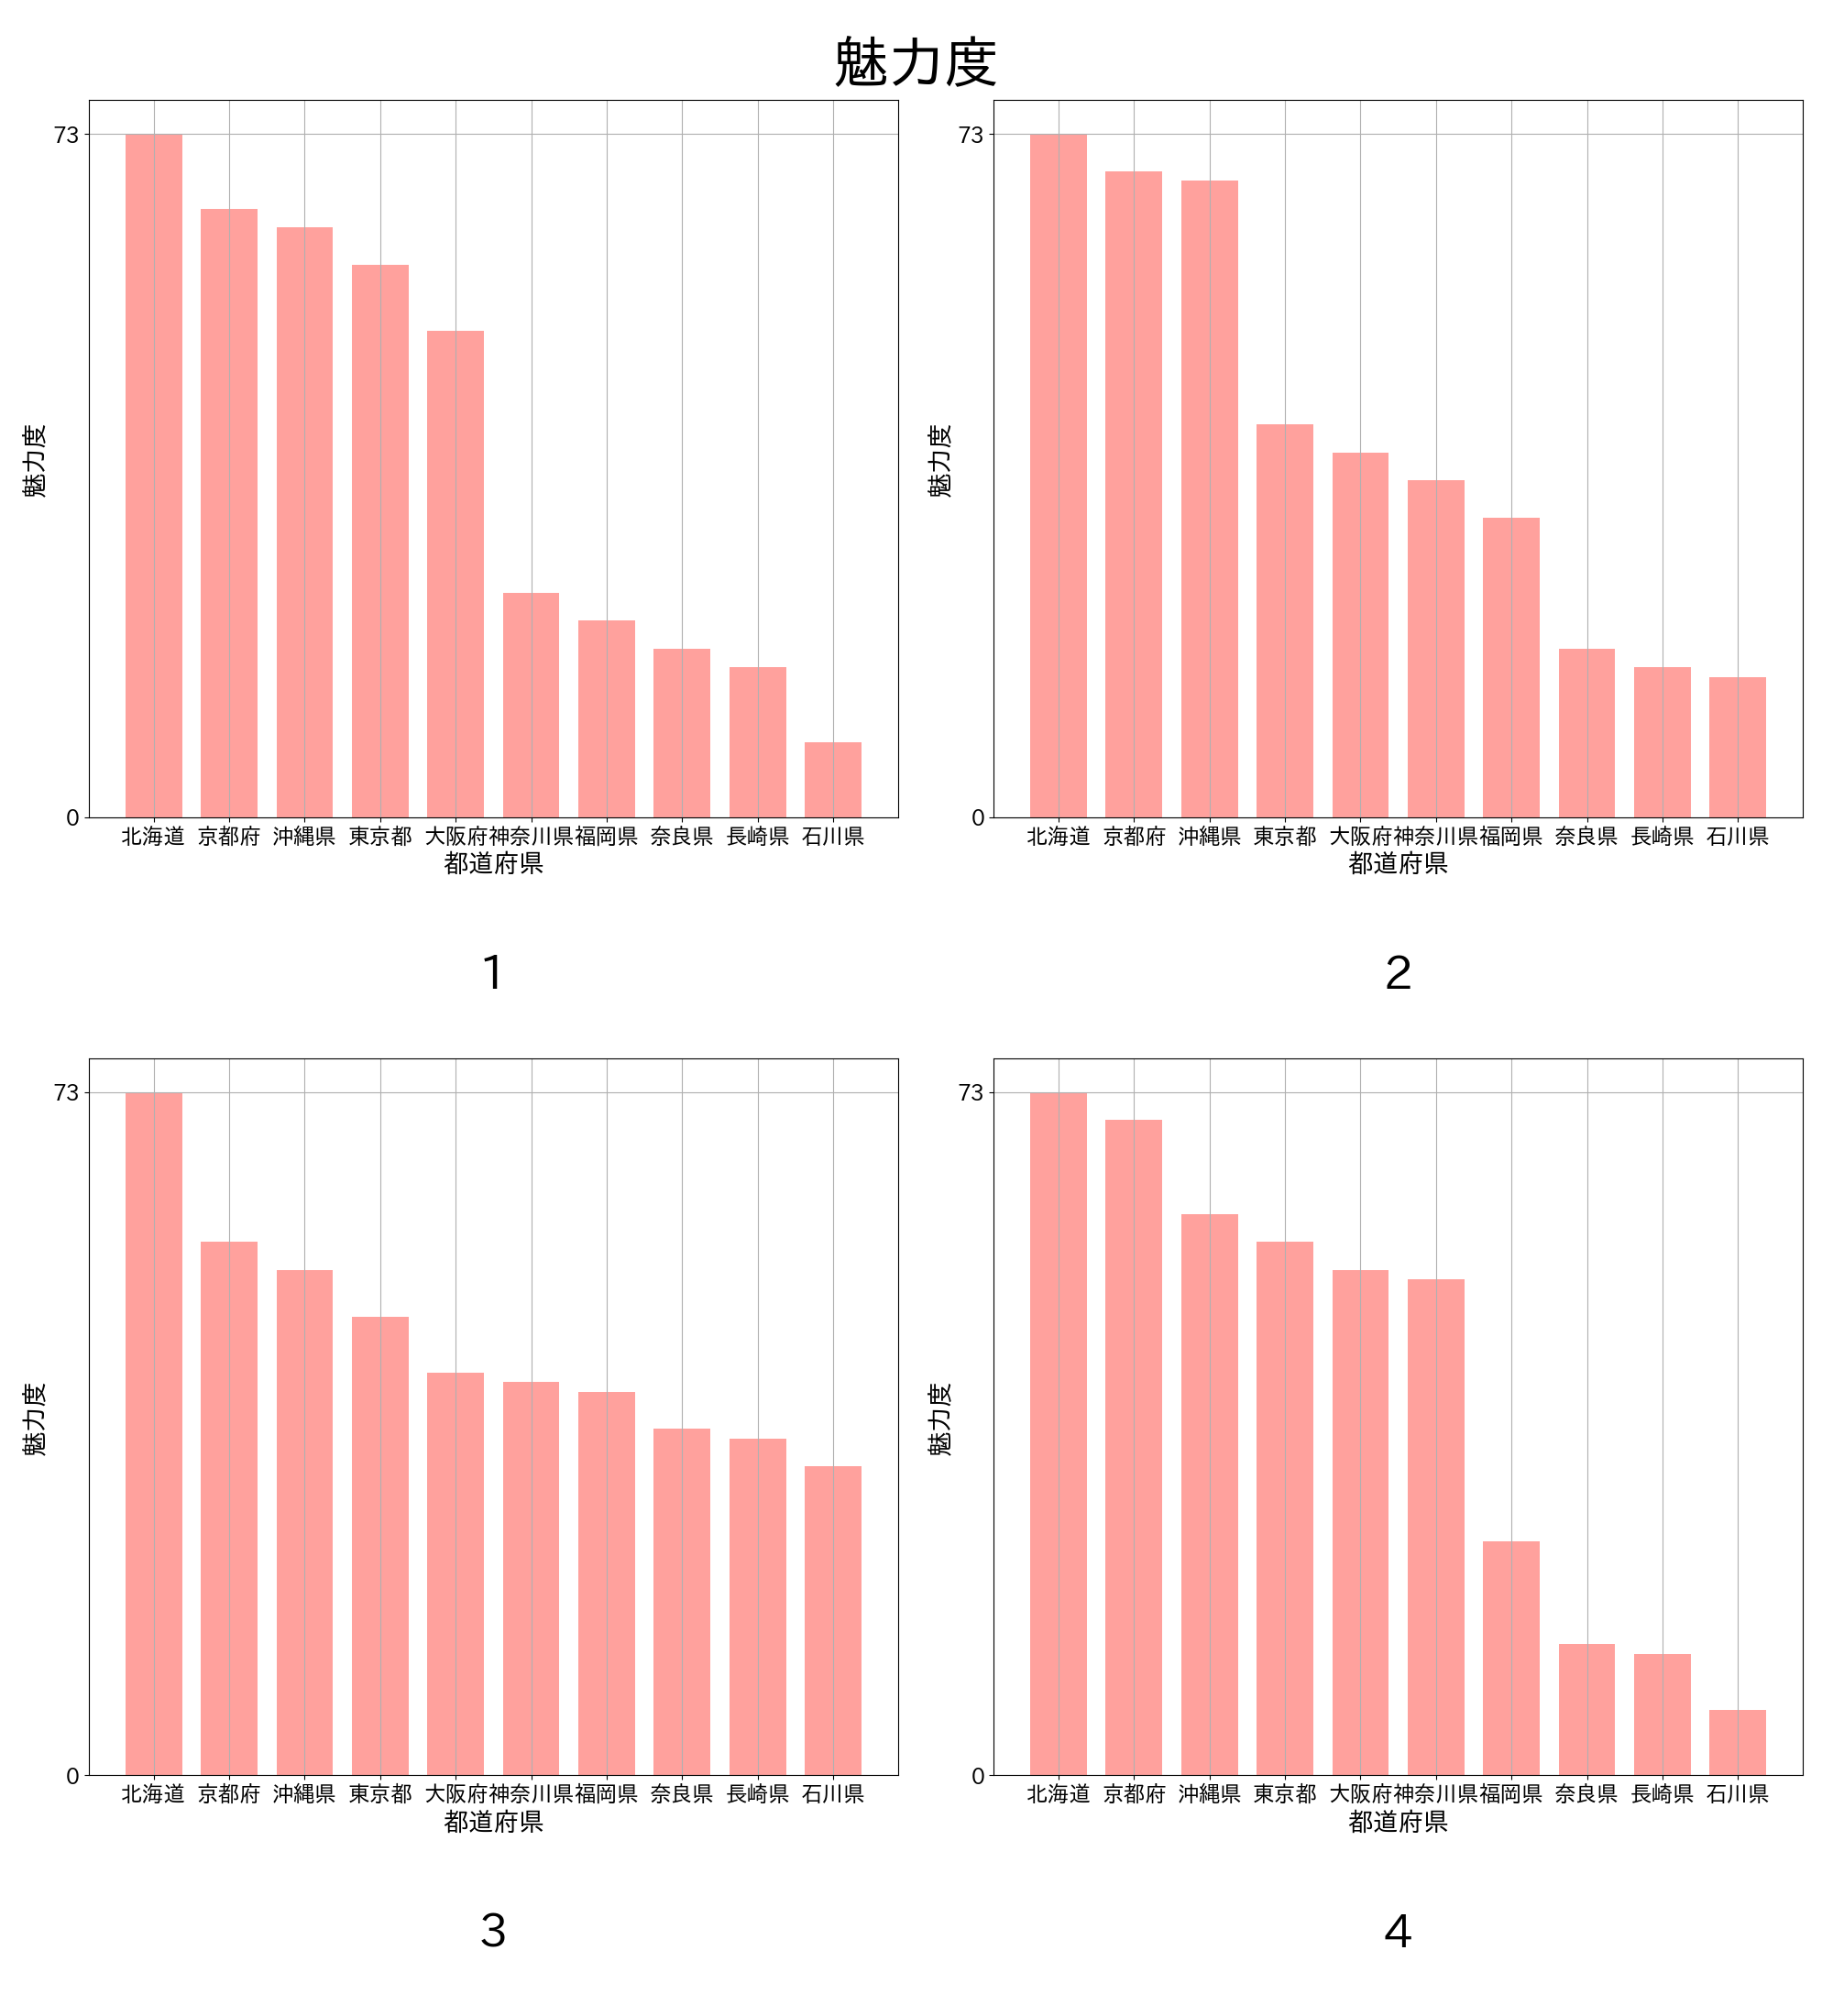 魅力度
73
0
魅力度
北海道 京都府 沖縄県 東京都 大阪府 神奈川県 福岡県 奈良県 長崎県 石川県
都道府県
1
73
0
魅力度
北海道 京都府 沖縄県 東京都 大阪府 神奈川県 福岡県 奈良県 長崎県 石川県
都道府県
2
73
0
魅力度
北海道 京都府 沖縄県 東京都 大阪府 神奈川県 福岡県 奈良県 長崎県 石川県
都道府県
3
73
0
魅力度
北海道 京都府 沖縄県 東京都 大阪府 神奈川県 福岡県 奈良県 長崎県 石川県
都道府県
4